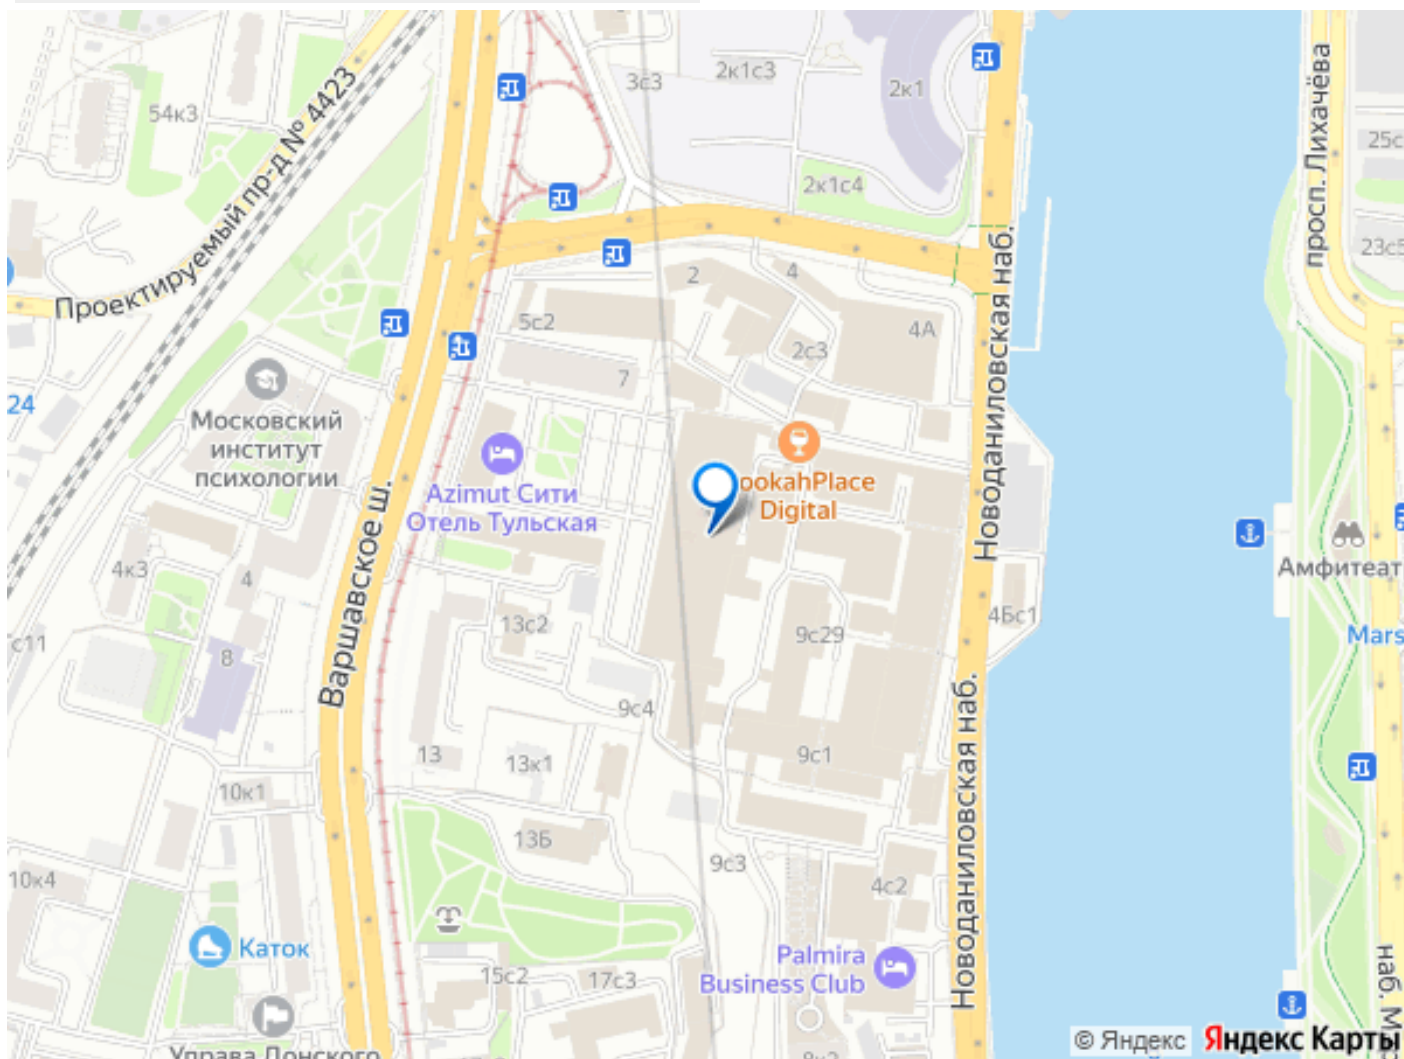 54к3
Проектируемый пр-д № 4423
3с3
2к1с3
2к1
2к1с4
просп. Лихачёва
25с
23с5
Новоданиловская наб.
2
4
4А
2с3
5с2
7
24
Московский
институт
психологии
Azimut Сити
Отель Тульская
ookahPlace
Digital
Варшавское ш.
4к3
4
с11
8
13с2
9с29
4Бс1
Амфитеат
Mars
9с4
9с1
13
13к1
10к1
13Б
9с3
4с2
Новоданиловская наб.
10к4
Каток
15с2
17с3
Palmira
Business Club
наб. М
Управа Донского
© Яндекс
Яндекс Карты